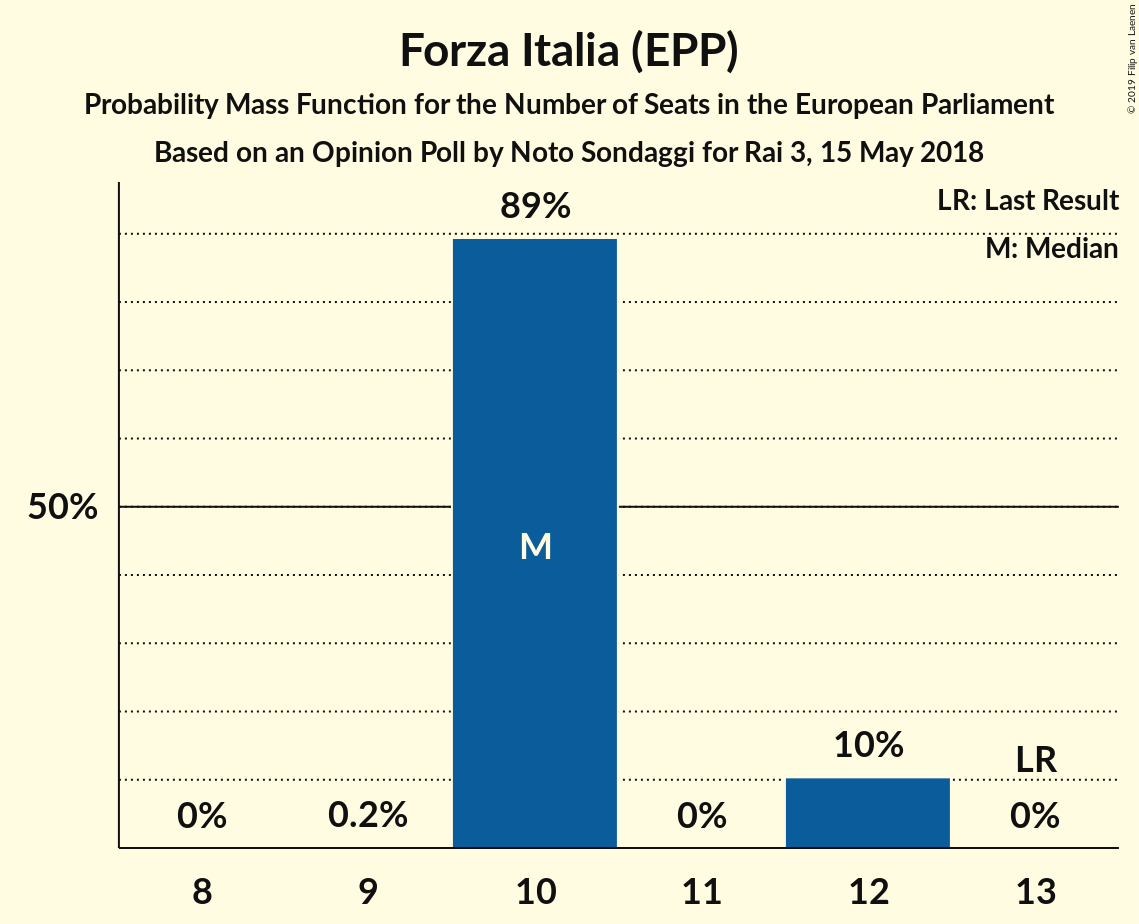 Forza Italia (EPP)
Probability Mass Function for the Number of Seats in the European Parliament
Based on an Opinion Poll by Noto Sondaggi for Rai 3, 15 May 2018
© 2019 Filip van Laenen
LR: Last Result
M: Median
89%
50%
M
10%
LR
0%
0.2%
0%
0%
8
9
10
11
12
13